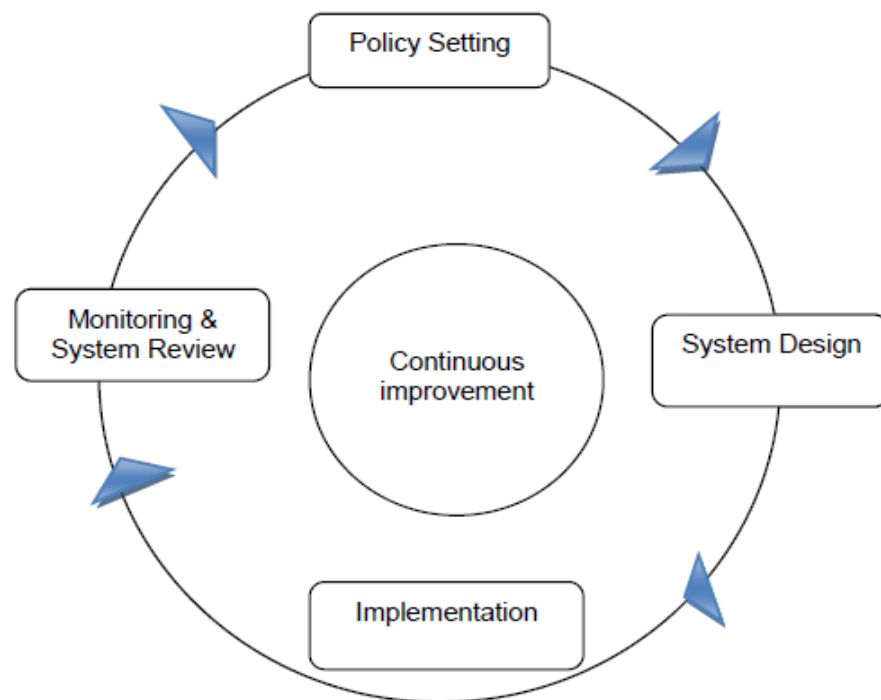 Policy Setting
Monitoring &
System Review
System Design
Continuous
improvement
Implementation